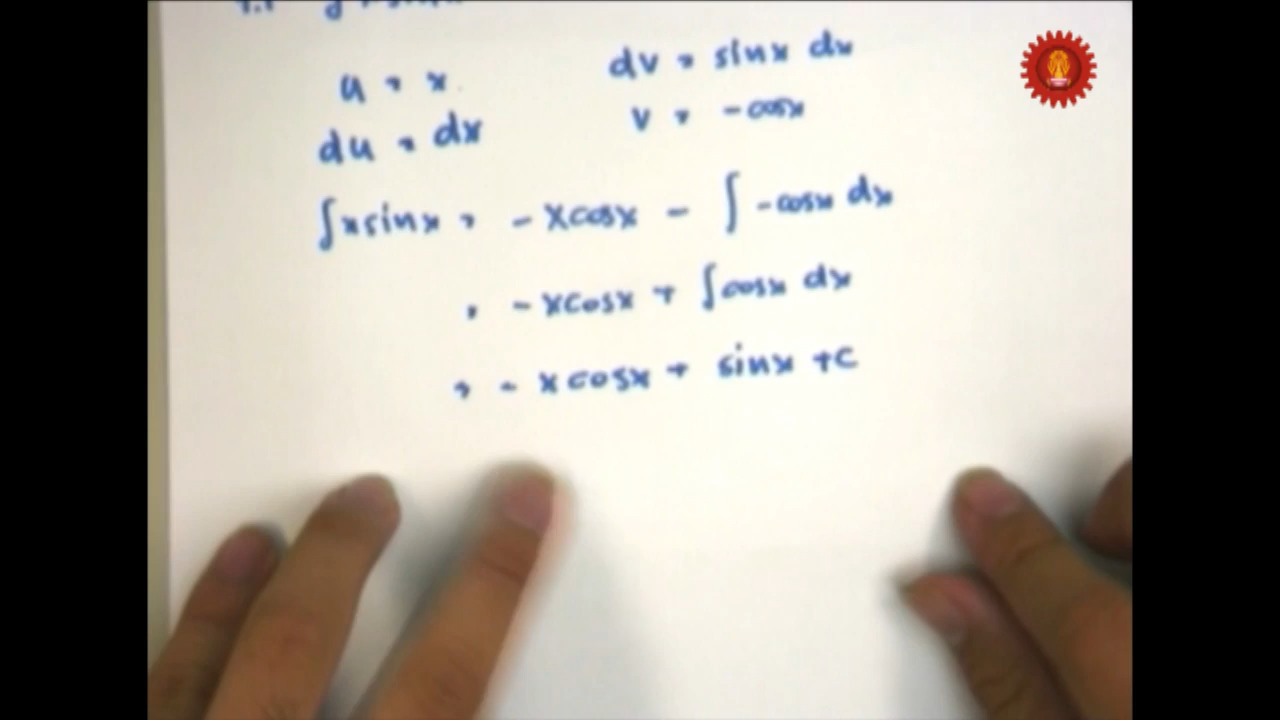 u = x dv = sinx dx
du = dx v = -cosx
∫xsinx = -xcosx - ∫-cosx dx
= -xcosx + ∫cosx dx
= -xcosx + sinx +c